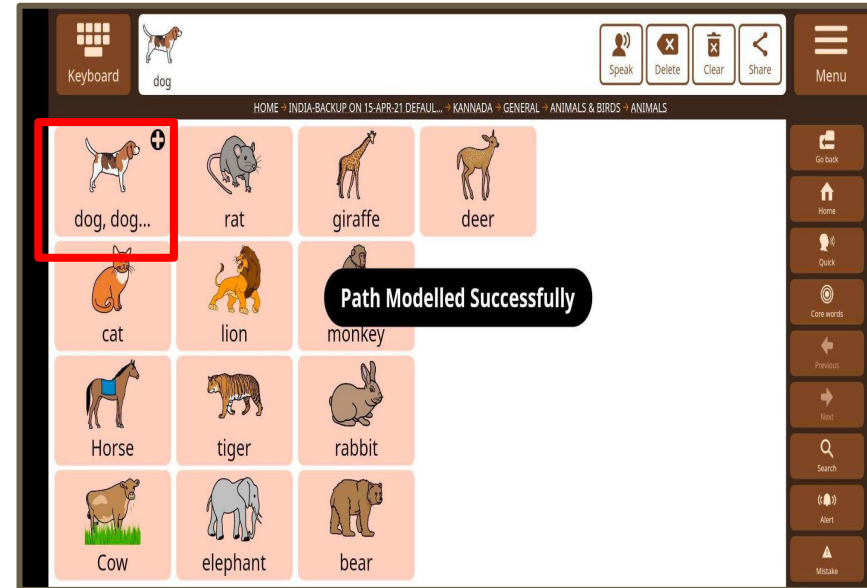 Keyboard
dog
Speak
Delete
Clear
Share
Menu
HOME → INDIA-BACKUP ON 15-APR-21 DEFAUL... → KANNADA → GENERAL → ANIMALS & BIRDS → ANIMALS
dog, dog...
rat
giraffe
deer
cat
lion
monkey
Path Modelled Successfully
Horse
tiger
rabbit
Cow
elephant
bear
Go back
Home
Quick
Core words
Previous
Next
Search
Alert
Mistake